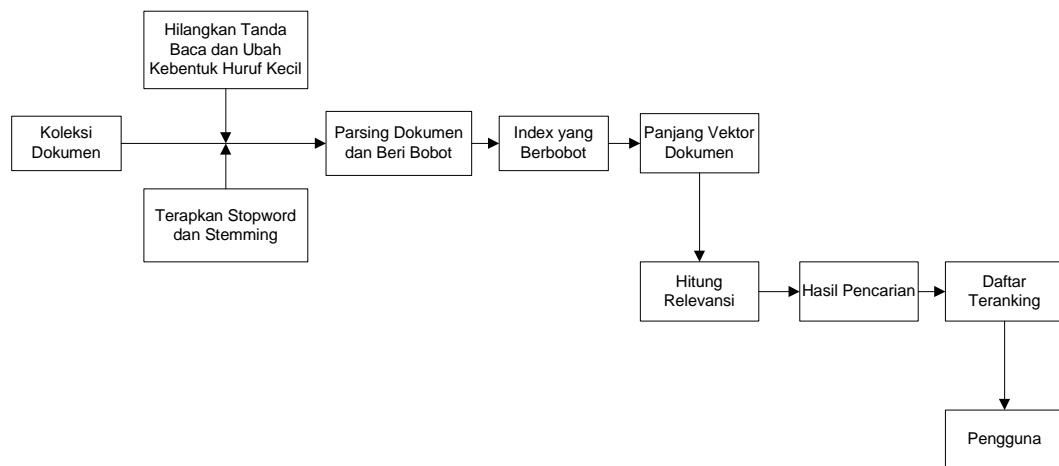 Hilangkan Tanda
Baca dan Ubah
Kebentuk Huruf Kecil
Koleksi
Dokumen
Parsing Dokumen
dan Beri Bobot
Index yang
Berbobot
Panjang Vektor
Dokumen
Terapkan Stopword
dan Stemming
Hitung
Relevansi
Hasil Pencarian
Daftar
Teranking
Pengguna